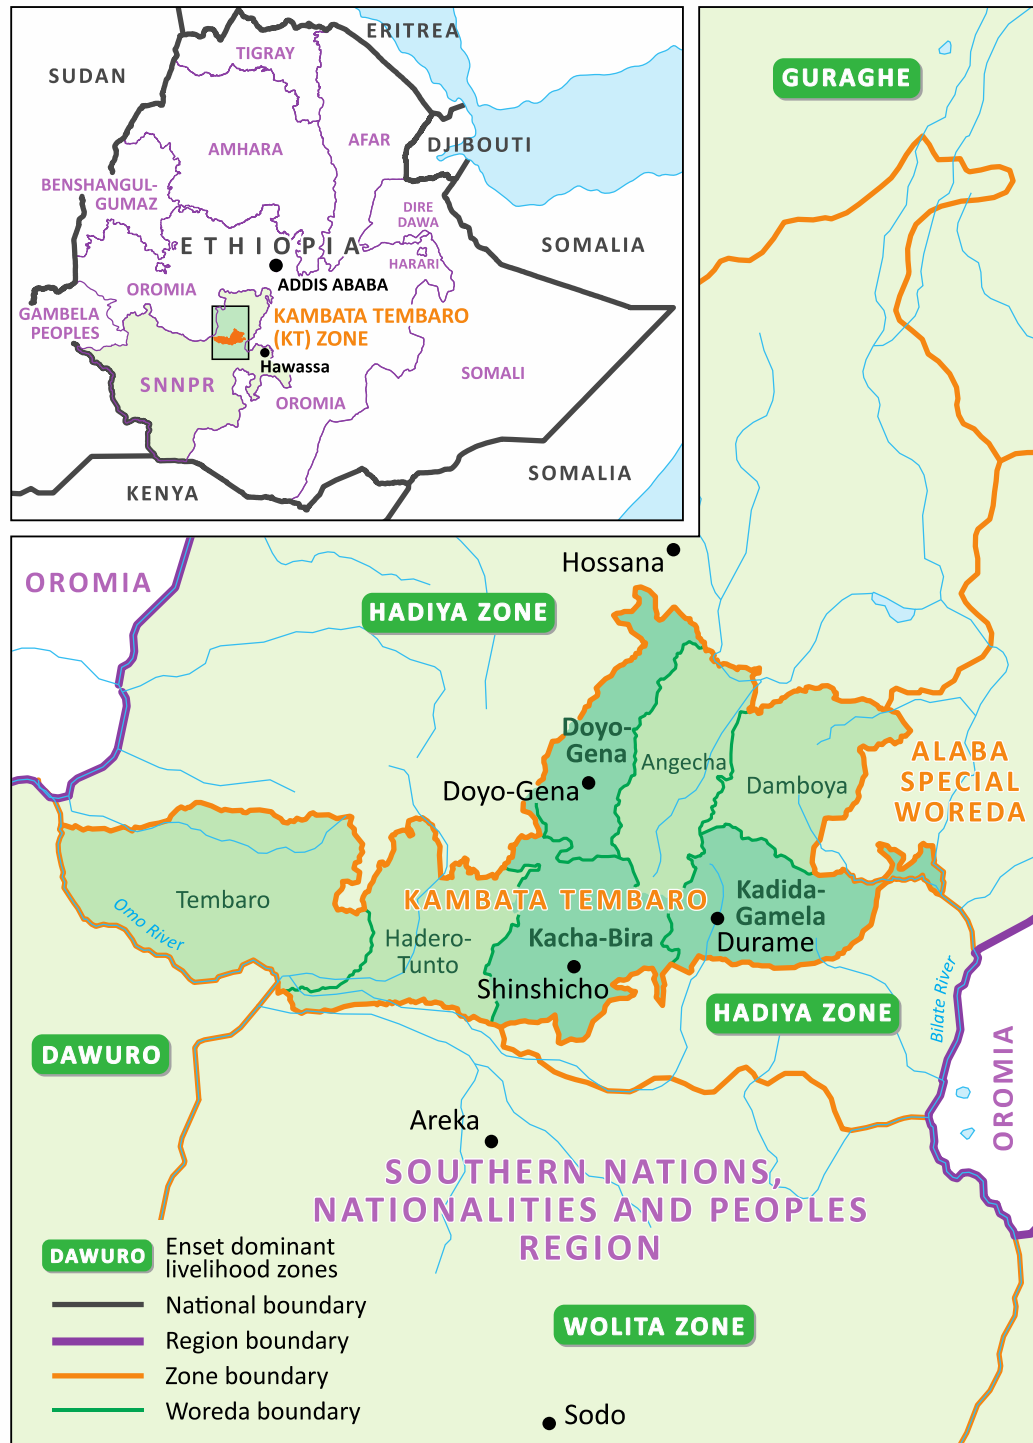 ERITREA
TIGRAY
SUDAN
AFAR
AMHARA
DJIBOUTI
BENSHANGUL-
GUMAZ
DIRE
DAWA
ETHIOPIA
SOMALIA
HARARI
ADDIS ABABA
OROMIA
GAMBELA
PEOPLES
KAMBATA TEMBARO
(KT) ZONE
Hawassa
SOMALI
SNNPR
OROMIA
SOMALIA
KENYA
GURAGHE
Hossana
OROMIA
HADIYA ZONE
Doyo-
Gena
Angecha
Doyo-Gena
Damboya
ALABA
SPECIAL
WOREDA
Tembaro
KAMBATA TEMBARO
Kadida-
Gamela
Durame
Omo River
Hadero-
Tunto
Kacha-Bira
Shinshicho
Bilate River
HADIYA ZONE
DAWURO
OROMIA
Areka
SOUTHERN NATIONS,
NATIONALITIES AND PEOPLES
REGION
WOLITA ZONE
Sodo
DAWURO
Enset dominant
livelihood zones
National boundary
Region boundary
Zone boundary
Woreda boundary